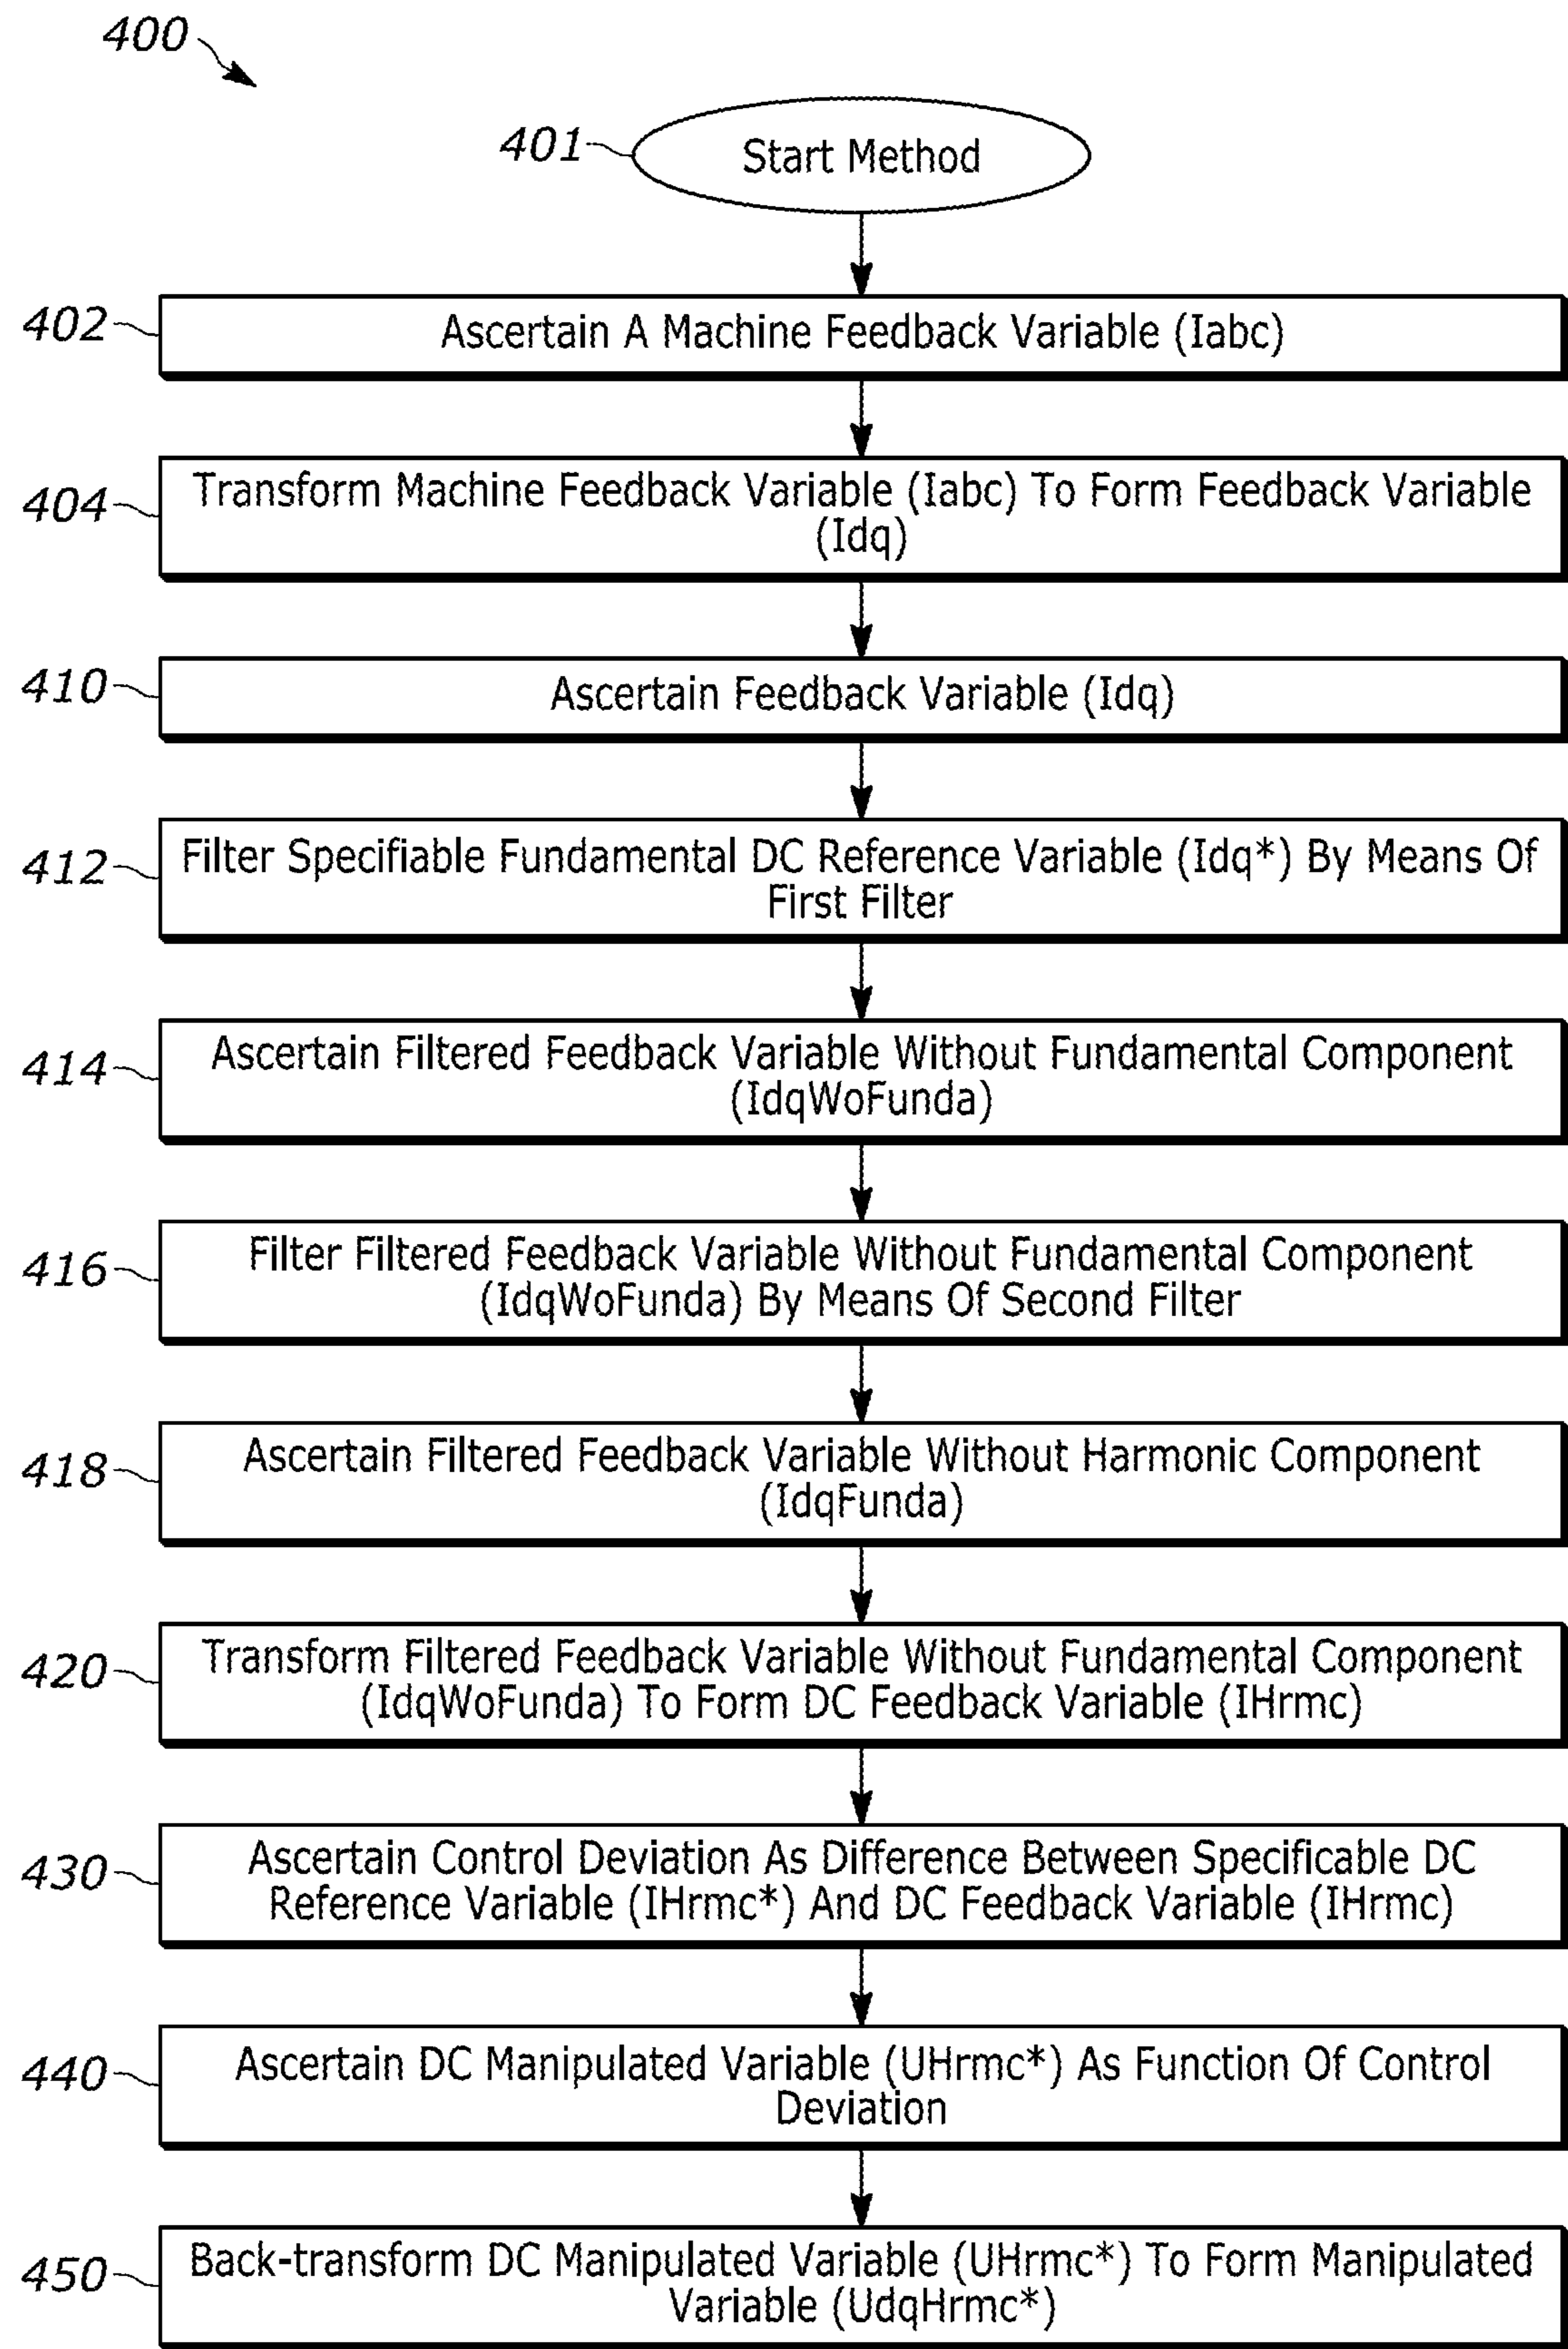 400
401
Start Method
402
Ascertain A Machine Feedback Variable (Iabc)
404
Transform Machine Feedback Variable (Iabc) To Form Feedback Variable
(Idq)
410
Ascertain Feedback Variable (Idq)
412
Filter Specifiable Fundamental DC Reference Variable (Idq*) By Means Of
First Filter
414
Ascertain Filtered Feedback Variable Without Fundamental Component
(IdqWoFunda)
416
Filter Filtered Feedback Variable Without Fundamental Component
(IdqWoFunda) By Means Of Second Filter
418
Ascertain Filtered Feedback Variable Without Harmonic Component
(IdqFunda)
420
Transform Filtered Feedback Variable Without Fundamental Component
(IdqWoFunda) To Form DC Feedback Variable (IHrmc)
430
Ascertain Control Deviation As Difference Between Specificable DC
Reference Variable (IHrmc*) And DC Feedback Variable (IHrmc)
440
Ascertain DC Manipulated Variable (UHrmc*) As Function Of Control
Deviation
450
Back-transform DC Manipulated Variable (UHrmc*) To Form Manipulated
Variable (UdqHrmc*)